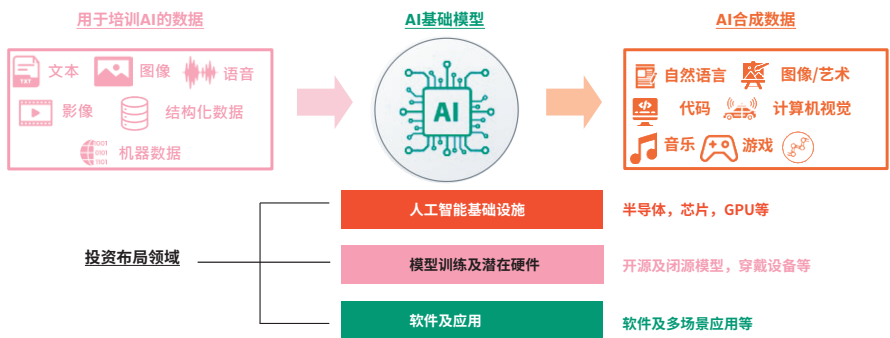 用于培训AI的数据
AI基础模型
AI合成数据
TXT
文本
图像
语音
影像
结构化数据
机器数据
AI
自然语言
图像/艺术
代码
计算机视觉
音乐
游戏
投资布局领域
人工智能基础设施
半导体，芯片，GPU等
模型训练及潜在硬件
开源及闭源模型，穿戴设备等
软件及应用
软件及多场景应用等